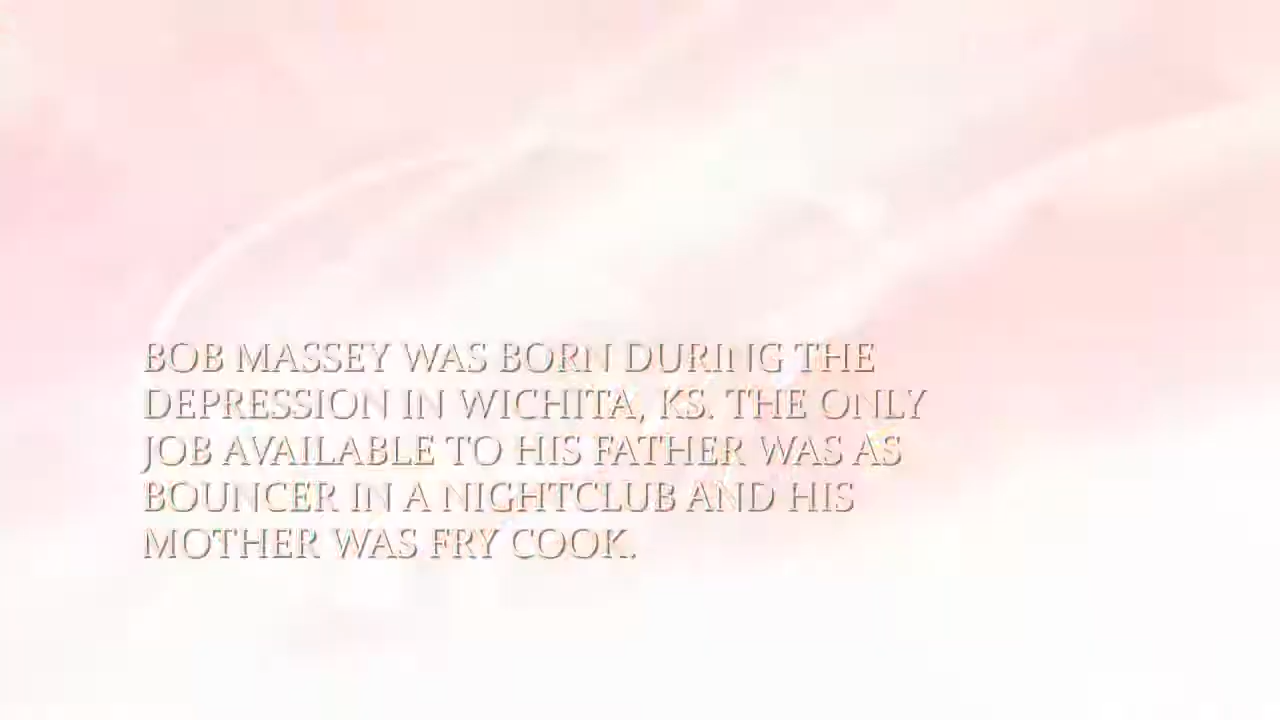 BOB MASSEY WAS BORN DURING THE
DEPRESSION IN WICHITA, KS. THE ONLY
JOB AVAILABLE TO HIS FATHER WAS AS
BOUNCER IN A NIGHTCLUB AND HIS
MOTHER WAS FRY COOK.